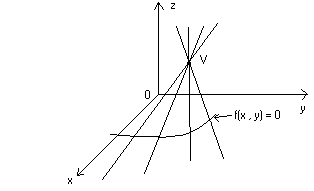 z
V
0
y
f(x , y) = 0
x